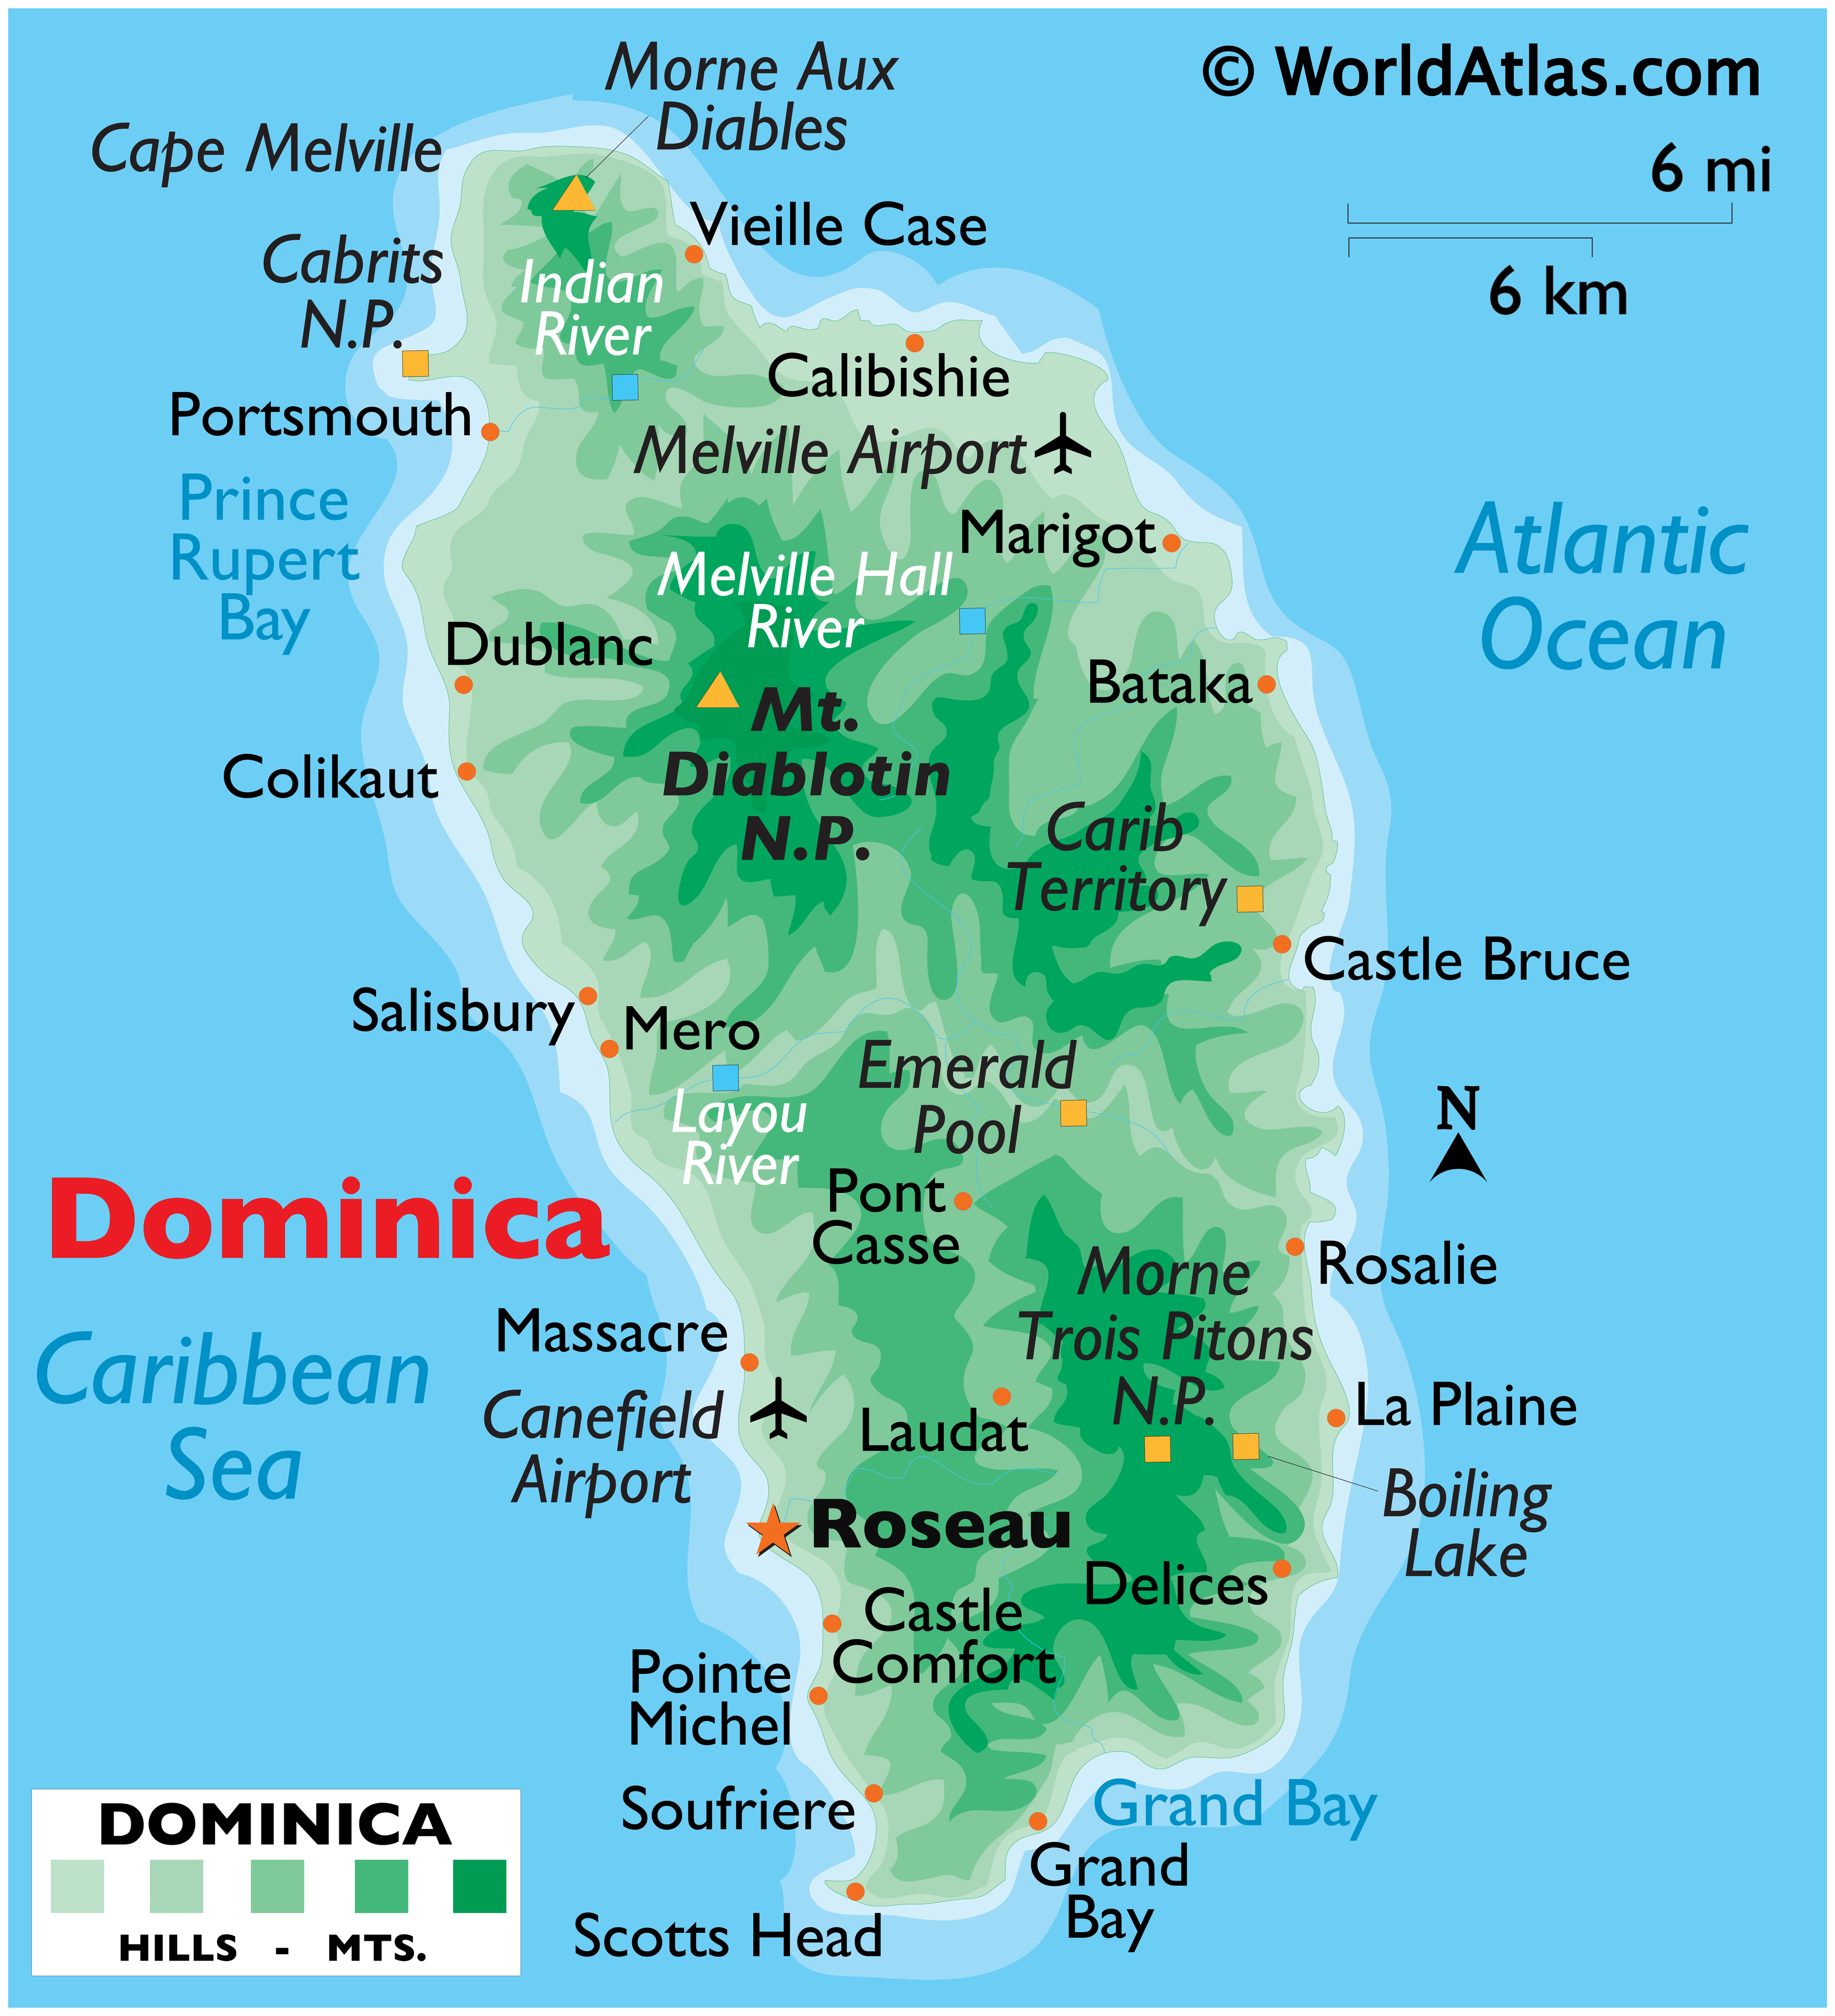 Morne Aux
Diables
© WorldAtlas.com
Cape Melville
6 mi
Vieille Case
Cabrits
N.P.
Indian
River
6 km
Calibishie
Portsmouth
Melville Airport
Prince
Rupert
Bay
Marigot
Atlantic
Ocean
Melville Hall
River
Dublanc
Bataka
Mt.
Diablotin
N.P.
Colikaut
Carib
Territory
Castle Bruce
Salisbury
Mero
Emerald
Pool
N
Layou
River
Dominica
Pont
Casse
Rosalie
Morne
Trois Pitons
N.P.
Caribbean
Sea
Massacre
Canefield
Airport
Laudat
La Plaine
Boiling
Lake
Roseau
Delices
Castle
Comfort
Pointe
Michel
Soufriere
Grand Bay
Grand
Bay
Scotts Head
DOMINICA
HILLS - MTS.